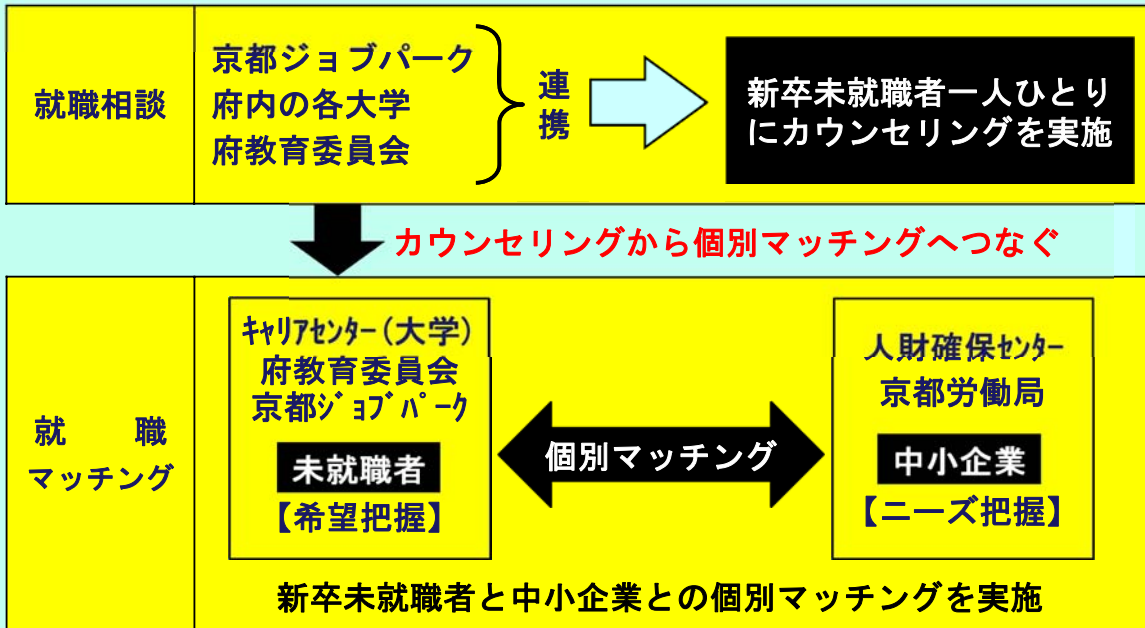 就職相談
京都ジョブパーク
府内の各大学
府教育委員会
連携
新卒未就職者一人ひとり
にカウンセリングを実施
カウンセリングから個別マッチングへつなぐ
就　職
マッチング
ｷｬﾘｱセンター(大学)
府教育委員会
京都ｼﾞｮﾌﾞﾊﾟｰｸ
未就職者
【希望把握】
個別マッチング
人財確保ｾﾝﾀｰ
京都労働局
中小企業
【ニーズ把握】
新卒未就職者と中小企業との個別マッチングを実施